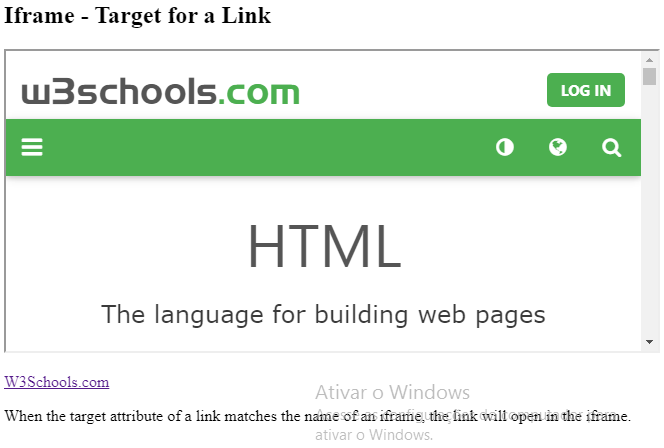 Iframe - Target for a Link
w3schools.com
LOG IN
HTML
The language for building web pages
W3Schools.com
Ativar o Windows
When the target attribute of a link matches the name of an iframe, the link will open in the iframe.
ativar o Windows.